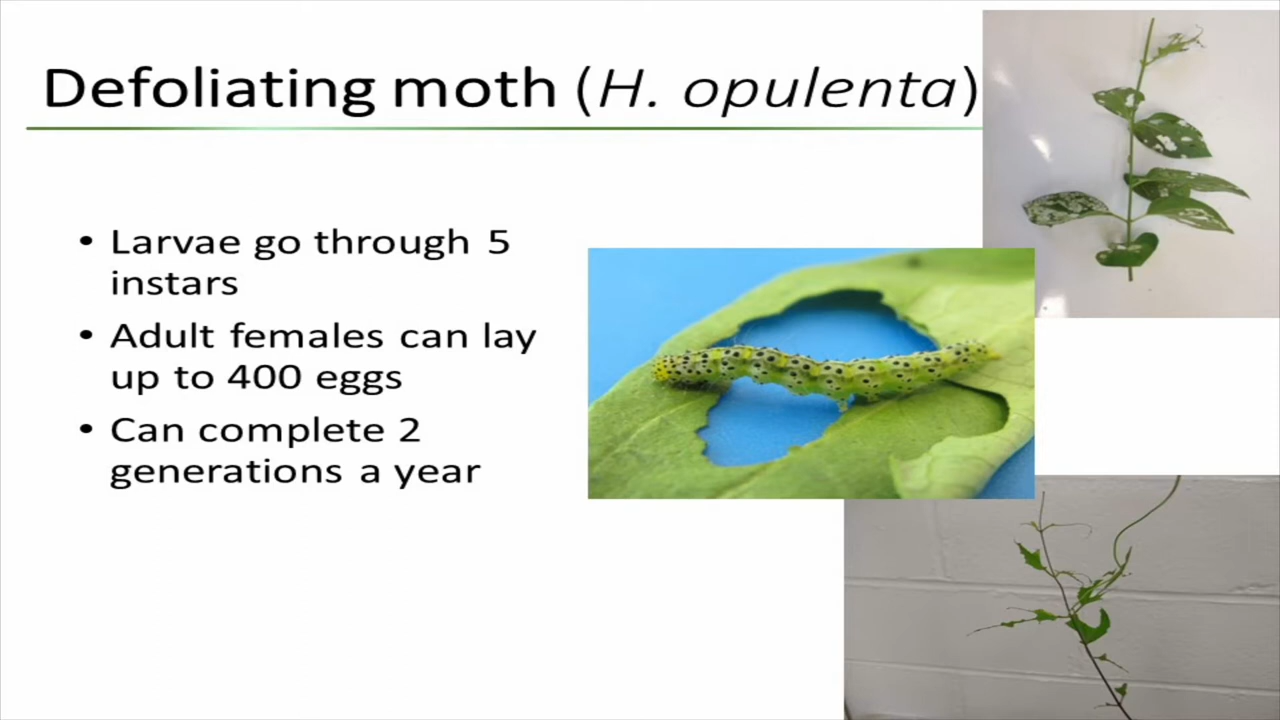 Defoliating moth (H. opulenta)
• Larvae go through 5
instars
• Adult females can lay
up to 400 eggs
• Can complete 2
generations a year